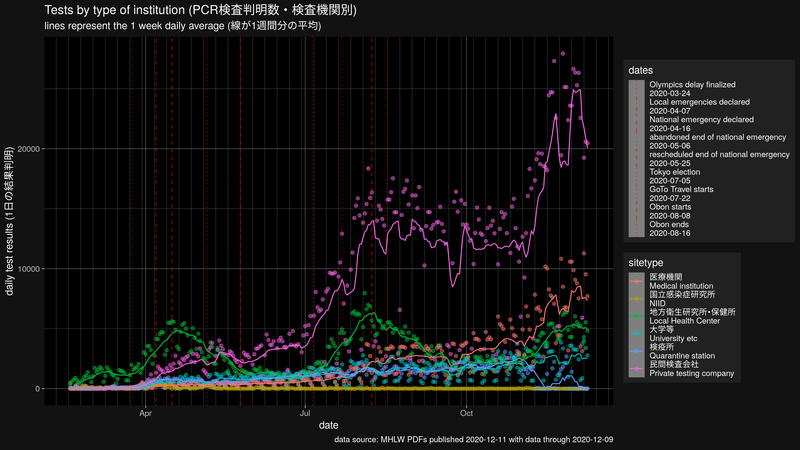 Tests by type of institution (PCR検査判明数・検査機関別)
lines represent the 1 week daily average (線が1週間分の平均)
daily test results (1日の結果判明)
20000
10000
0
Apr
Jul
Oct
date
dates
Olympics delay finalized
2020-03-24
Local emergencies declared
2020-04-07
National emergency declared
2020-04-16
abandoned end of national emergency
2020-05-06
rescheduled end of national emergency
2020-05-25
Tokyo election
2020-07-05
GoTo Travel starts
2020-07-22
Obon starts
2020-08-08
Obon ends
2020-08-16
sitetype
医療機関
Medical institution
国立感染症研究所
NIID
地方衛生研究所・保健所
Local Health Center
大学等
University etc
検疫所
Quarantine station
民間検査会社
Private testing company
data source: MHLW PDFs published 2020-12-11 with data through 2020-12-09